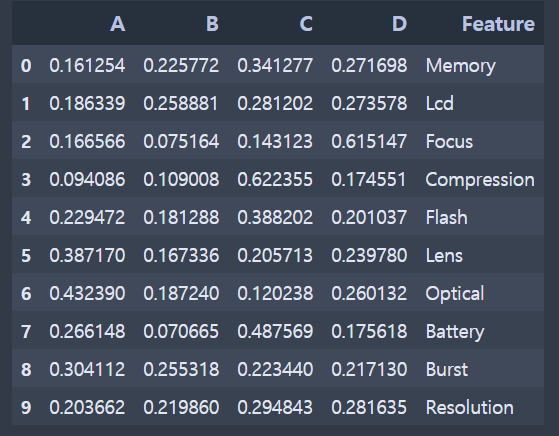 A B C D Feature
0 0.161254 0.225772 0.341277 0.271698 Memory
1 0.186339 0.258881 0.281202 0.273578 Lcd
2 0.166566 0.075164 0.143123 0.615147 Focus
3 0.094086 0.109008 0.622355 0.174551 Compression
4 0.229472 0.181288 0.388202 0.201037 Flash
5 0.387170 0.167336 0.205713 0.239780 Lens
6 0.432390 0.187240 0.120238 0.260132 Optical
7 0.266148 0.070665 0.487569 0.175618 Battery
8 0.304112 0.255318 0.223440 0.217130 Burst
9 0.203662 0.219860 0.294843 0.281635 Resolution